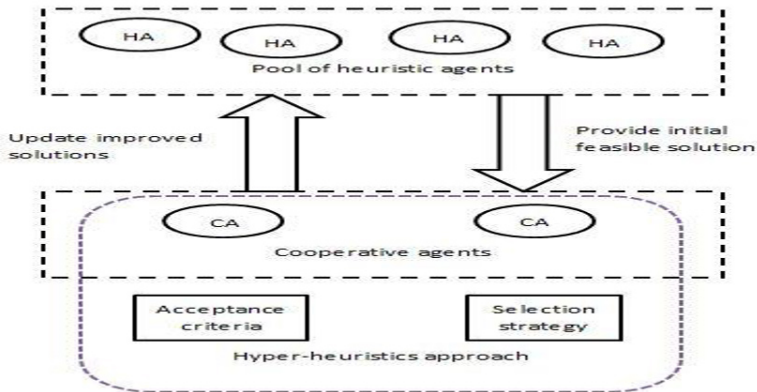 HA HA HA HA
Pool of heuristic agents
Update improved
solutions
Provide initial
feasible solution
CA CA
Cooperative agents
Acceptance
criteria
Selection
strategy
Hyper-heuristics approach